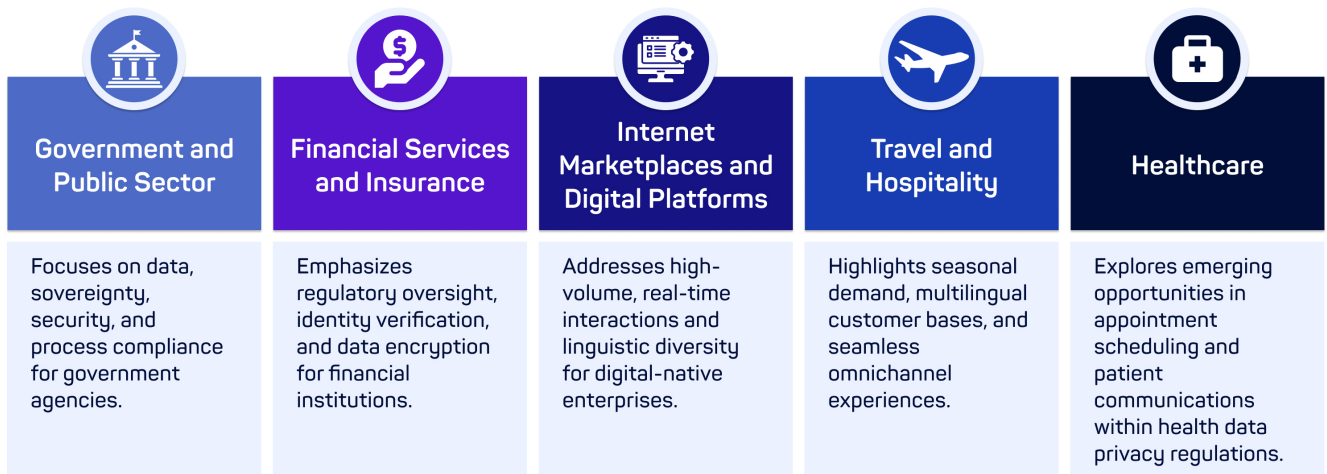 Government and
Public Sector
Focuses on data,
sovereignty,
security, and
process compliance
for government
agencies.
Financial Services
and Insurance
Emphasizes
regulatory oversight,
identity verification,
and data encryption
for financial
institutions.
Internet
Marketplaces and
Digital Platforms
Addresses high-
volume, real-time
interactions and
linguistic diversity
for digital-native
enterprises.
Travel and
Hospitality
Highlights seasonal
demand, multilingual
customer bases, and
seamless
omnichannel
experiences.
Healthcare
Explores emerging
opportunities in
appointment
scheduling and
patient
communications
within health data
privacy regulations.